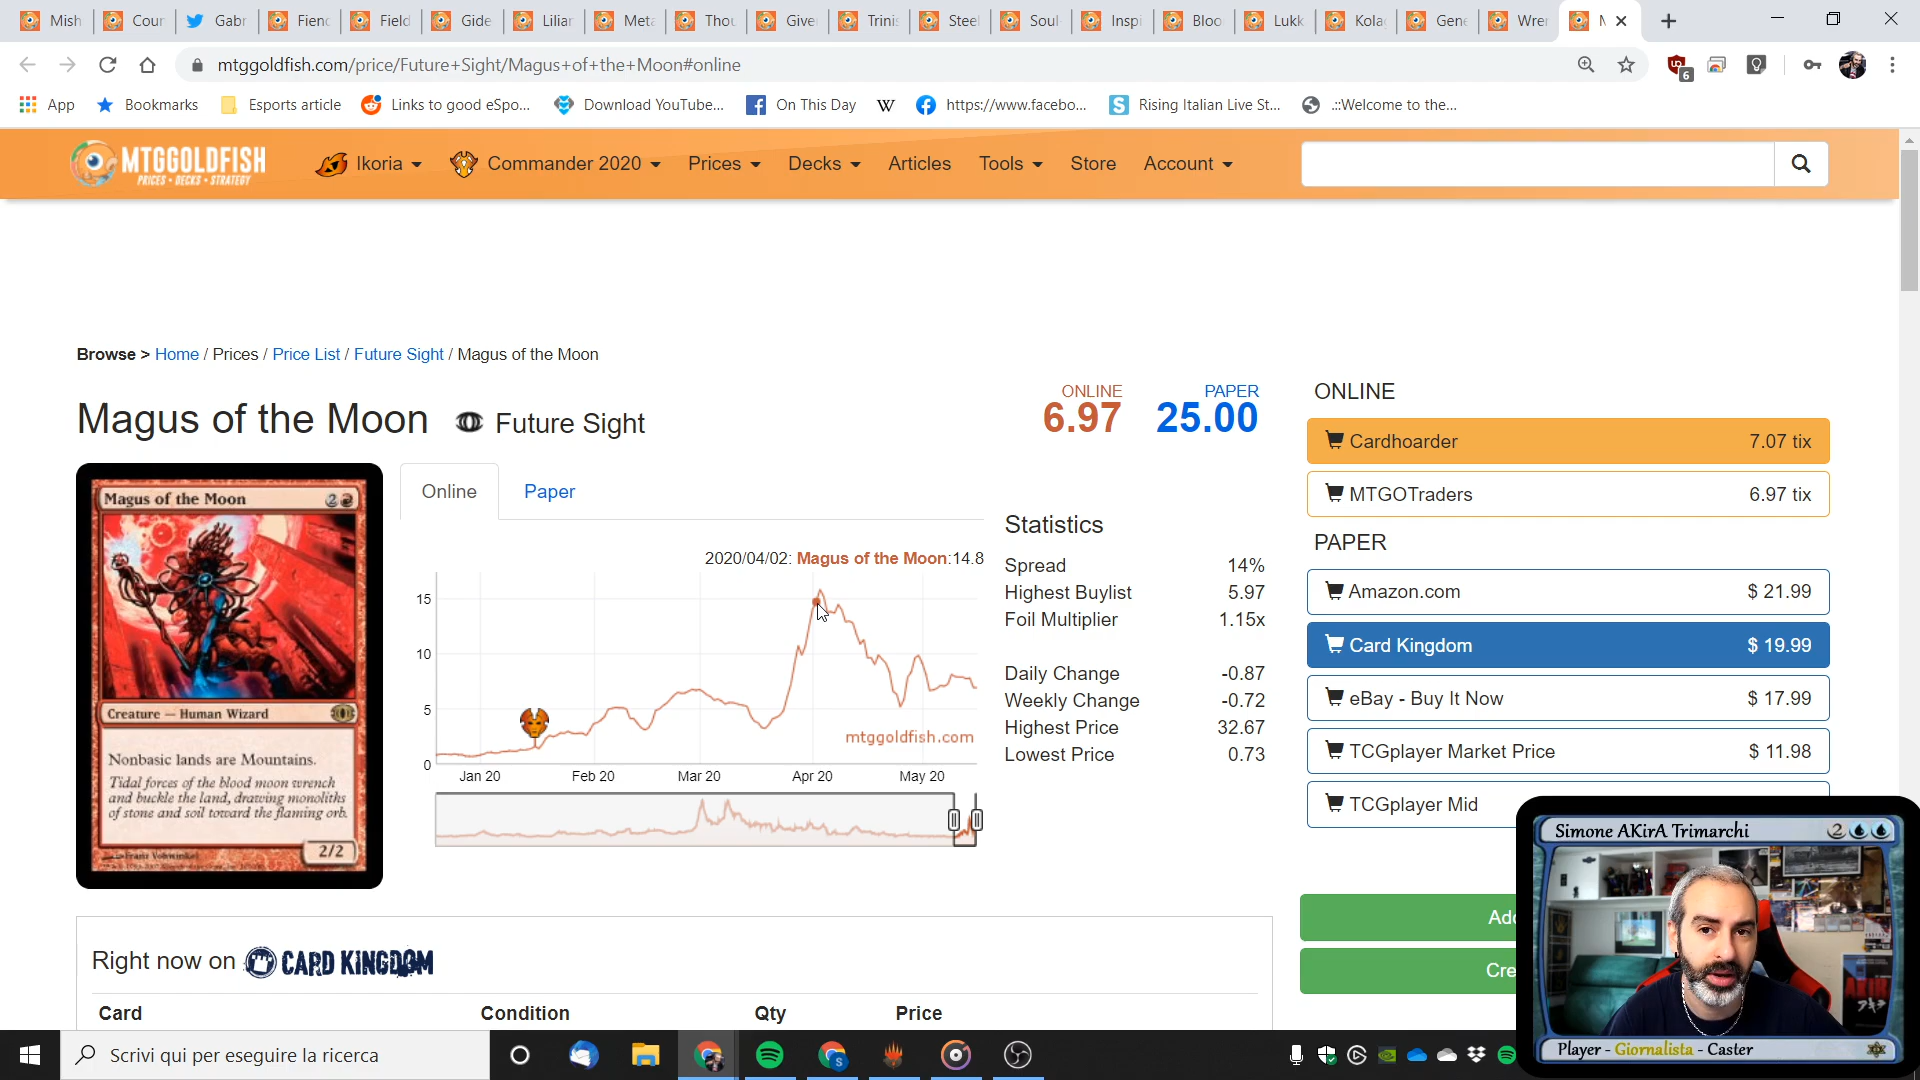 Mish
Cour
Gabr
Fienc
Field
Gide
Lilian
Meta
Thou
Give
Trinis
Steel
Soul-
Inspi
Bloo
Lukk
Kola
Gene
Wren
mtggoldfish.com/price/Future+Sight/Magus+of+the+Moon#online
6
App
Bookmarks
Esports article
Links to good eSpo...
Download YouTube...
On This Day
W
https://www.facebo...
Rising Italian Live St...
.::Welcome to the...
MTGGOLDFISH
PRICES • DECKS • STRATEGY
Ikoria
Commander 2020
Prices
Decks
Articles
Tools
Store
Account
Browse > Home / Prices / Price List / Future Sight / Magus of the Moon
Magus of the Moon
Future Sight
ONLINE
6.97
PAPER
25.00
Magus of the Moon 2
Creature — Human Wizard
Nonbasic lands are Mountains.
Tidal forces of the blood moon wrench
and buckle the land, drawing monoliths
of stone and soil toward the flaming orb.
Franz Vohwinkel
2/2
Online
Paper
2020/04/02: Magus of the Moon:14.8
15
10
5
0
mtggoldfish.com
Jan 20
Feb 20
Mar 20
Apr 20
May 20
Statistics
Spread 14%
Highest Buylist 5.97
Foil Multiplier 1.15x
Daily Change -0.87
Weekly Change -0.72
Highest Price 32.67
Lowest Price 0.73
ONLINE
Cardhoarder 7.07 tix
MTGOTraders 6.97 tix
PAPER
Amazon.com $ 21.99
Card Kingdom $ 19.99
eBay - Buy It Now $ 17.99
TCGplayer Market Price $ 11.98
TCGplayer Mid
Add
Cre
Right now on CARD KINGDOM
Card
Condition
Qty
Price
Simone AKirA Trimarchi 2
Player - Giornalista - Caster
Scrivi qui per eseguire la ricerca